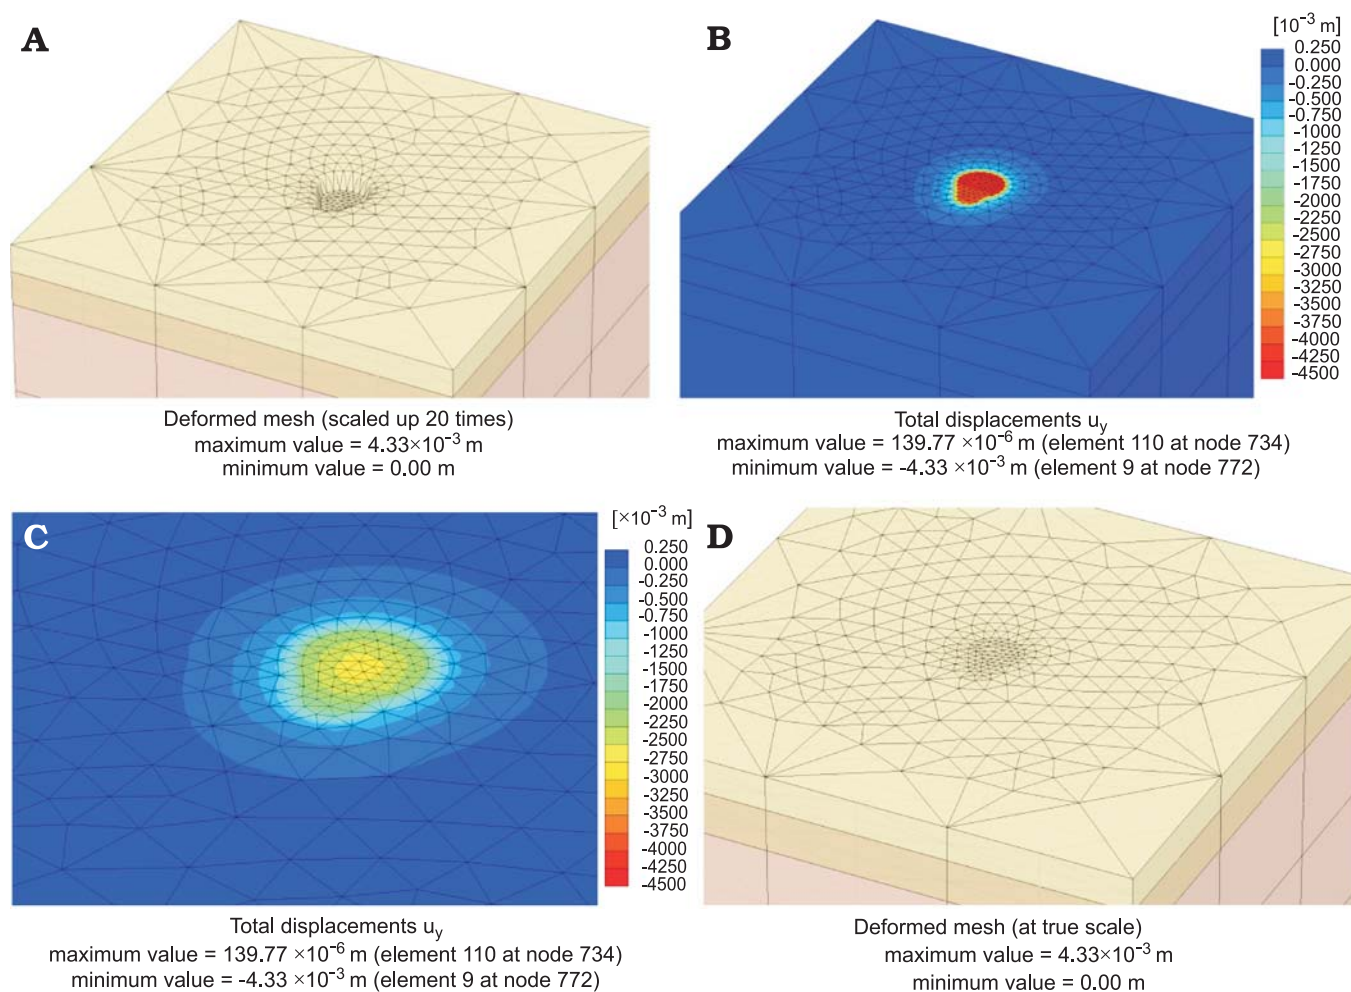 A
Deformed mesh (scaled up 20 times)
maximum value = 4.33×10⁻³ m
minimum value = 0.00 m
B
[10⁻³ m]
0.250
0.000
-0.250
-0.500
-0.750
-1000
-1250
-1500
-1750
-2000
-2250
-2500
-2750
-3000
-3250
-3500
-3750
-4000
-4250
-4500
Total displacements uᵧ
maximum value = 139.77 ×10⁻⁶ m (element 110 at node 734)
minimum value = -4.33 ×10⁻³ m (element 9 at node 772)
C
[×10⁻³ m]
0.250
0.000
-0.250
-0.500
-0.750
-1000
-1250
-1500
-1750
-2000
-2250
-2500
-2750
-3000
-3250
-3500
-3750
-4000
-4250
-4500
Total displacements uᵧ
maximum value = 139.77 ×10⁻⁶ m (element 110 at node 734)
minimum value = -4.33 ×10⁻³ m (element 9 at node 772)
D
Deformed mesh (at true scale)
maximum value = 4.33×10⁻³ m
minimum value = 0.00 m